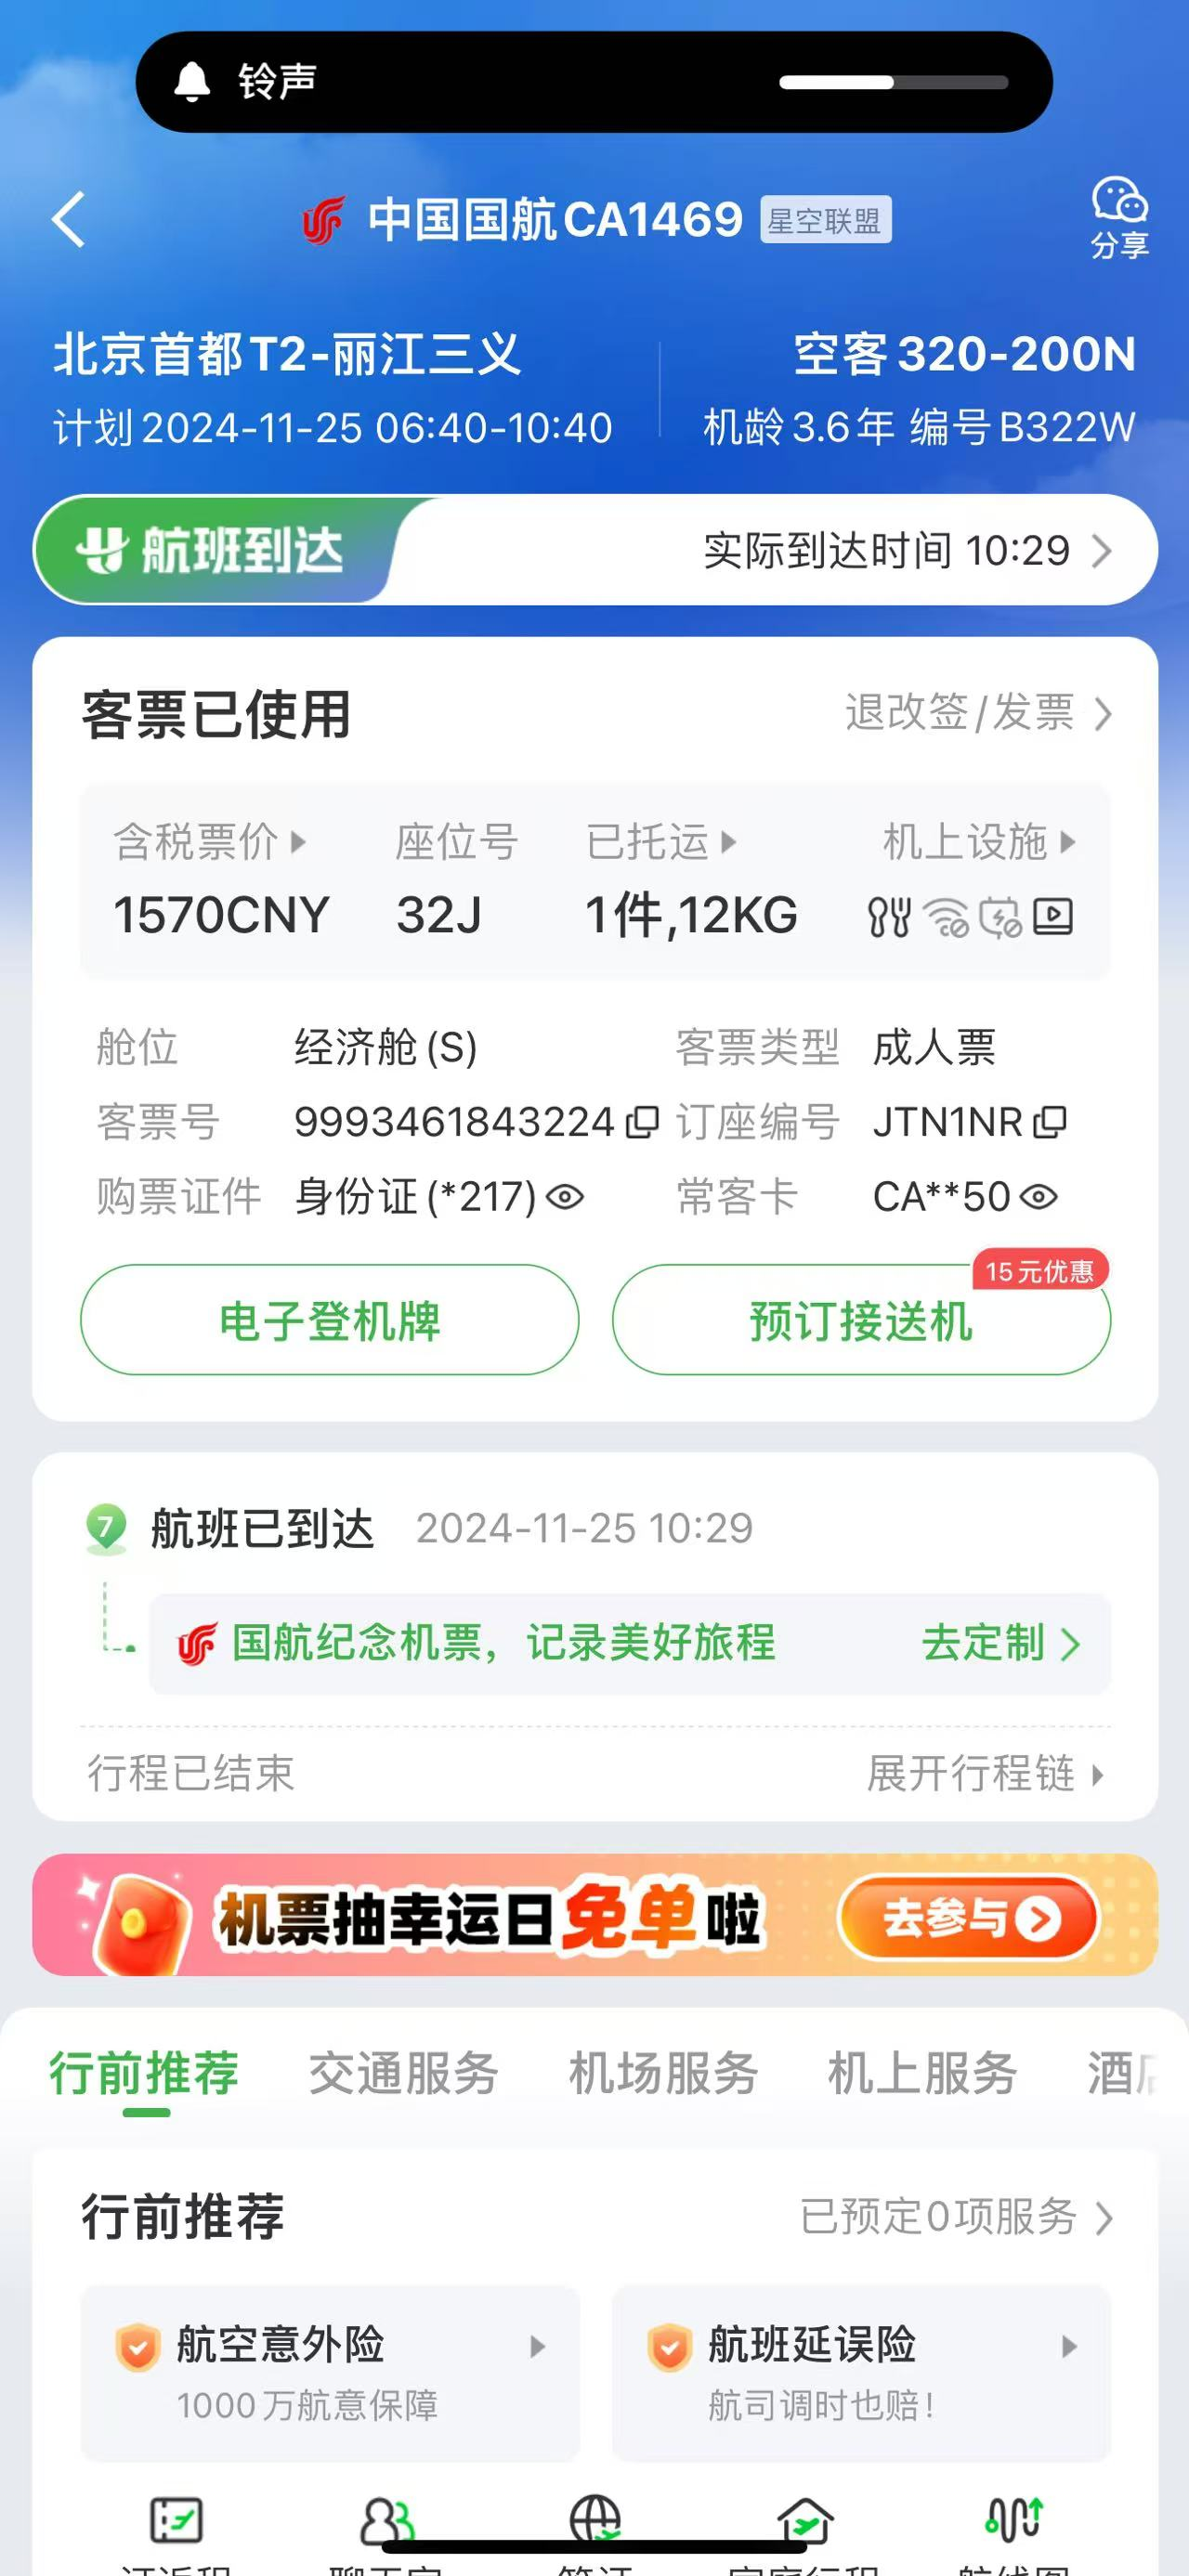 铃声
中国国航CA1469 星空联盟
分享
北京首都T2-丽江三义
空客320-200N
计划2024-11-25 06:40-10:40
机龄3.6年 编号B322W
航班到达
实际到达时间 10:29
客票已使用
退改签/发票
含税票价 座位号 已托运 机上设施
1570CNY 32J 1件,12KG
舱位 经济舱(S) 客票类型 成人票
客票号 9993461843224 订座编号 JTN1NR
购票证件 身份证(*217) 常客卡 CA**50
15元优惠
电子登机牌 预订接送机
7 航班已到达 2024-11-25 10:29
国航纪念机票，记录美好旅程 去定制
行程已结束 展开行程链
机票抽幸运日免单啦 去参与
行前推荐 交通服务 机场服务 机上服务 酒
行前推荐 已预定0项服务
航空意外险 航班延误险
1000万航意保障 航司调时也赔！